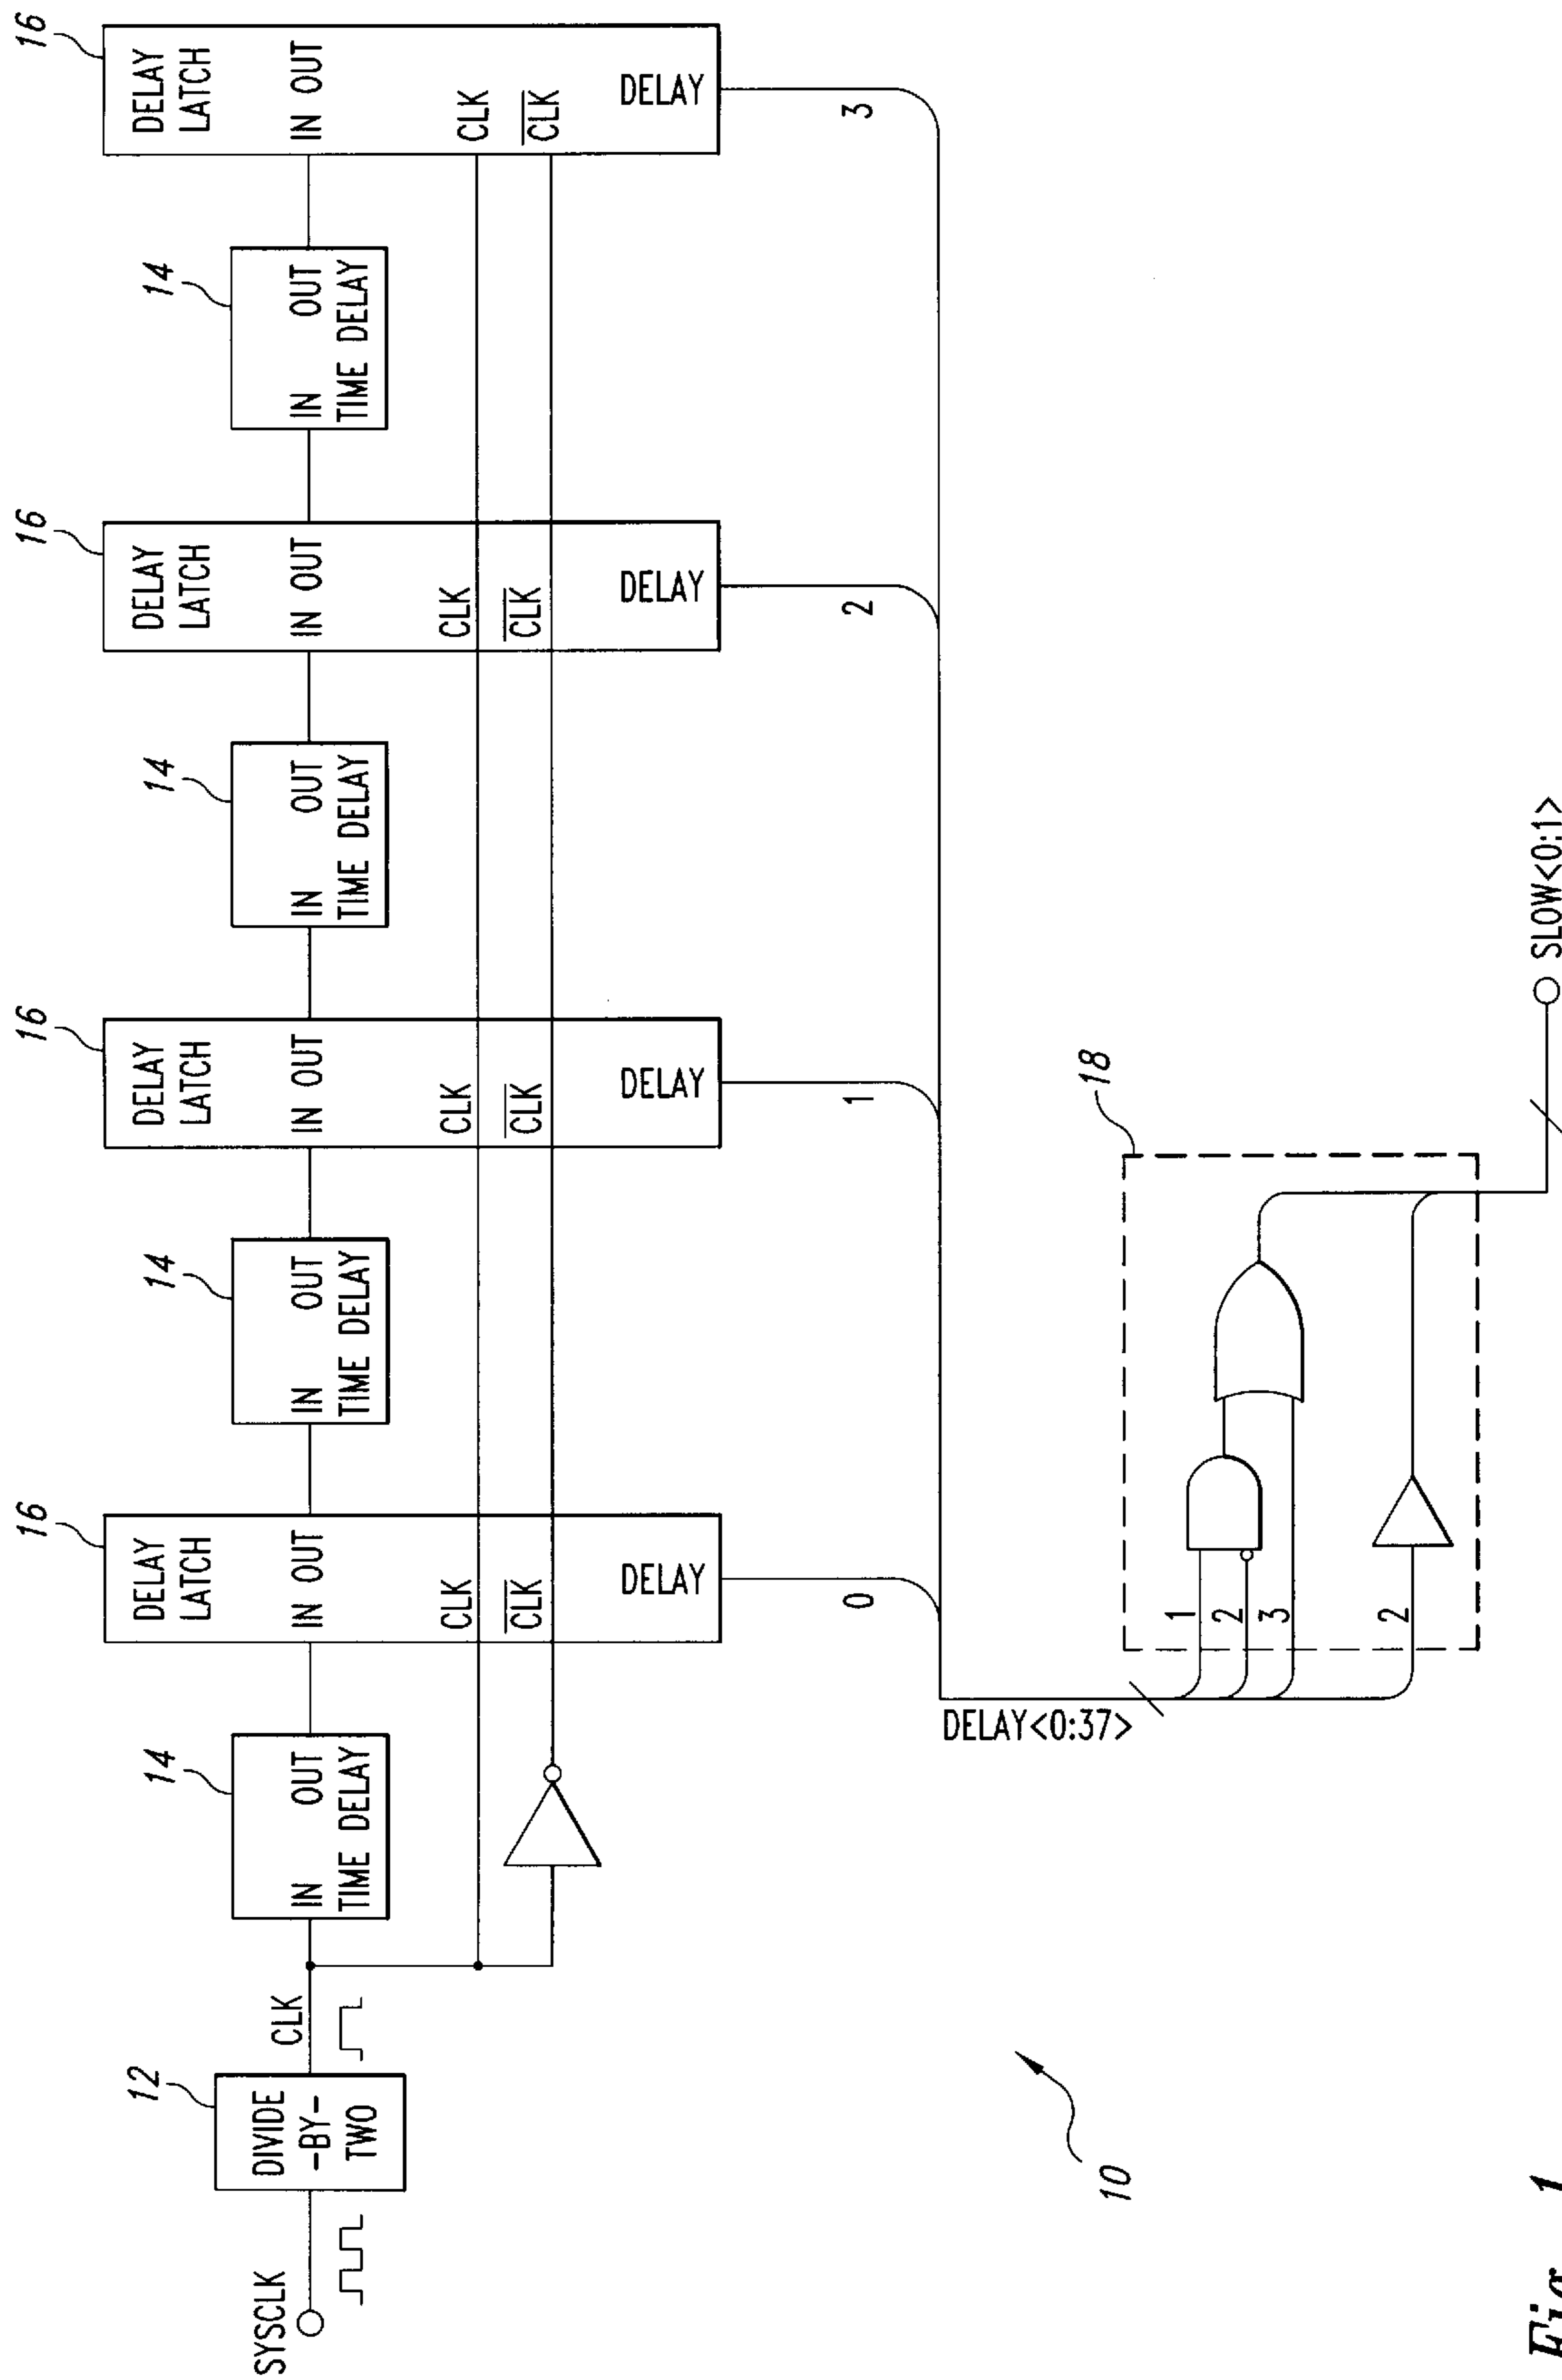 16
16
16
16
DELAY
LATCH
IN OUT
CLK
CLK
DELAY
DELAY
LATCH
IN OUT
CLK
CLK
DELAY
DELAY
LATCH
IN OUT
CLK
CLK
DELAY
DELAY
LATCH
IN OUT
CLK
CLK
DELAY
12
14
14
14
14
SYSCLK
DIVIDE
-BY-
TWO
CLK
IN OUT
TIME DELAY
IN OUT
TIME DELAY
IN OUT
TIME DELAY
IN OUT
TIME DELAY
0
1
2
3
DELAY<0:37>
10
18
1
2
3
2
SLOW<0:1>
Fig. 1